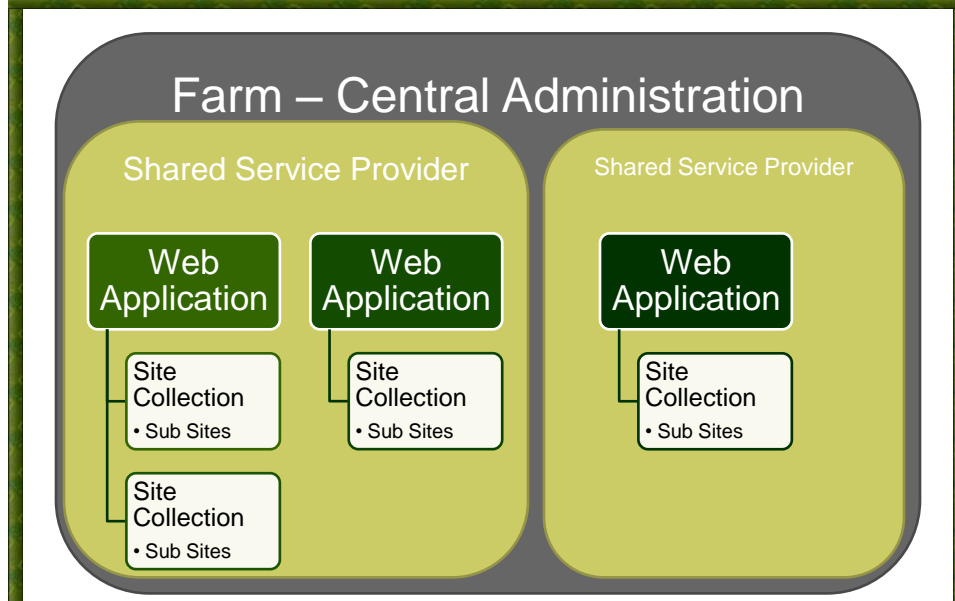 Farm – Central Administration
Shared Service Provider
Web
Application
Site
Collection
• Sub Sites
Site
Collection
• Sub Sites
Web
Application
Site
Collection
• Sub Sites
Shared Service Provider
Web
Application
Site
Collection
• Sub Sites